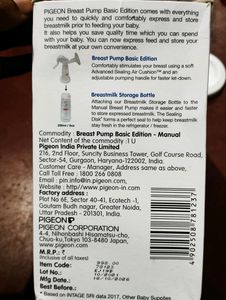 PIGEON Breast Pump Basic Edition comes with everything
you need to quickly and comfortably express and store
breastmilk prior to feeding your baby.
It also helps you save quality time which you can spend
with your baby. You can now express feed and store your
breastmilk at your own convenience.
Breast Pump Basic Edition
Comfortably stimulates your breast using a soft
Advanced Sealing Air Cushion™ and an
adjustable pumping handle for faster let-down.
Breastmilk Storage Bottle
Attaching our Breastmilk Storage Bottle to the
Manual Breast Pump makes it easier and faster
to store expressed breastmilk. The Sealing
Disk* forms a perfect seal to keep breastmilk
stay fresh in the refrigerator / freezer.
Commodity : Breast Pump Basic Edition - Manual
Net Content of the commodity : 1 U
Pigeon India Private Limited
216, 2nd Floor, Suncity Business Tower, Golf Course Road,
Sector-54, Gurgaon, Haryana-122002, India.
Customer Care - Manager, Address same as above.
Call Toll Free : 1800 266 0808
Email : pin.info@in.pigeon.com,
Website : http://www.pigeon-in.com
Factory address :
Plot No 6E, Sector 40-41, Ecotech -1,
Gautam Budh nagar, Greater Noida,
Uttar Pradesh - 201301, India.
PIGEON
PIGEON CORPORATION
4-4, Nihonbashi Hisamatsu-cho,
Chuo-ku, Tokyo 103-8480 Japan.
M.R.P.: ₹
(Inclusive of all taxes)
Item Code
Lot No.
MFD
EXP
Based on INTAGE SRI data 2017, Other Baby Supplies
4962508787237